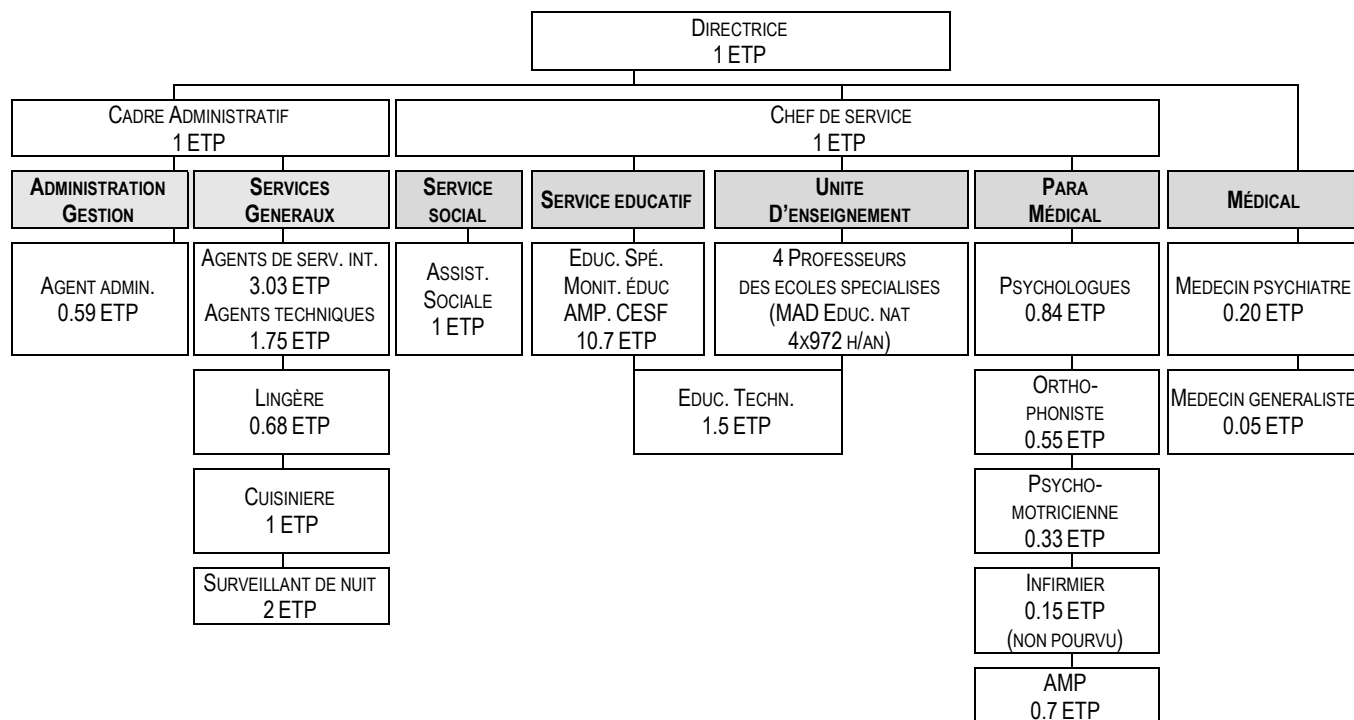 DIRECTRICE
1 ETP
CADRE ADMINISTRATIF
1 ETP
CHEF DE SERVICE
1 ETP
ADMINISTRATION
GESTION
SERVICES
GENERAUX
SERVICE
SOCIAL
SERVICE EDUCATIF
UNITE
D'ENSEIGNEMENT
PARA
MÉDICAL
MÉDICAL
AGENT ADMIN.
0.59 ETP
AGENTS DE SERV. INT.
3.03 ETP
AGENTS TECHNIQUES
1.75 ETP
ASSIST.
SOCIALE
1 ETP
EDUC. SPÉ.
MONIT. ÉDUC
AMP. CESF
10.7 ETP
4 PROFESSEURS
DES ECOLES SPECIALISES
(MAD EDUC. NAT
4X972 H/AN)
PSYCHOLOGUES
0.84 ETP
MEDECIN PSYCHIATRE
0.20 ETP
LINGÈRE
0.68 ETP
EDUC. TECHN.
1.5 ETP
ORTHO-
PHONISTE
0.55 ETP
MEDECIN GENERALISTE
0.05 ETP
CUISINIERE
1 ETP
PSYCHO-
MOTRICIENNE
0.33 ETP
SURVEILLANT DE NUIT
2 ETP
INFIRMIER
0.15 ETP
(NON POURVU)
AMP
0.7 ETP